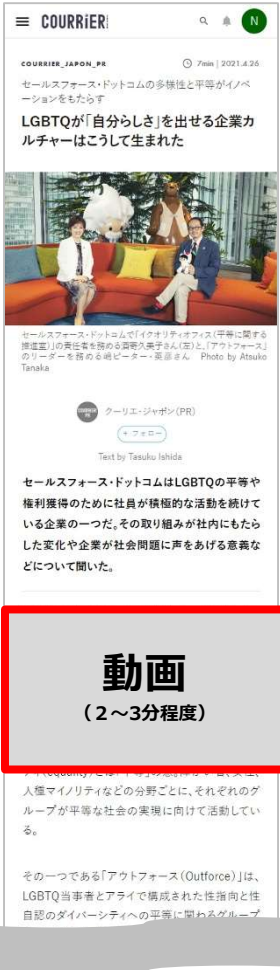 COURRiER
N
COURRIER_JAPON_PR
7min | 2021.4.26
セールスフォース・ドットコムの多様性と平等がイノベ
ーションをもたらす
LGBTQが「自分らしさ」を出せる企業カ
ルチャーはこうして生まれた
セールスフォース・ドットコムで「イクオリティオフィス(平等に関する
推進室)」の責任者を務める酒寄久美子さん(左)と、「アウトフォース」
のリーダーを務める嶋ピーター・英彦さん Photo by Atsuko
Tanaka
クーリエ・ジャポン(PR)
+ フォロー
Text by Tasuku Ishida
セールスフォース・ドットコムはLGBTQの平等や
権利獲得のために社員が積極的な活動を続けて
いる企業の一つだ。その取り組みが社内にもたら
した変化や企業が社会問題に声をあげる意義な
どについて聞いた。
動画
(2～3分程度)
人種マイノリティなどの分野ごとに、それぞれのグ
ループが平等な社会の実現に向けて活動してい
る。
その一つである「アウトフォース(Outforce)」は、
LGBTQ当事者とアライで構成された性指向と性
自認のダイバーシティへの平等に関わるグループ